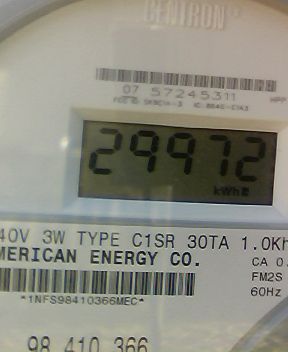 CENTRON
07 57245311
29972
kWh
40V 3W TYPE C1SR 30TA 1.0Kh
MERICAN ENERGY CO.
CA 0.
FM2S
60Hz
*1NFS98410366MEC*
98 410 366